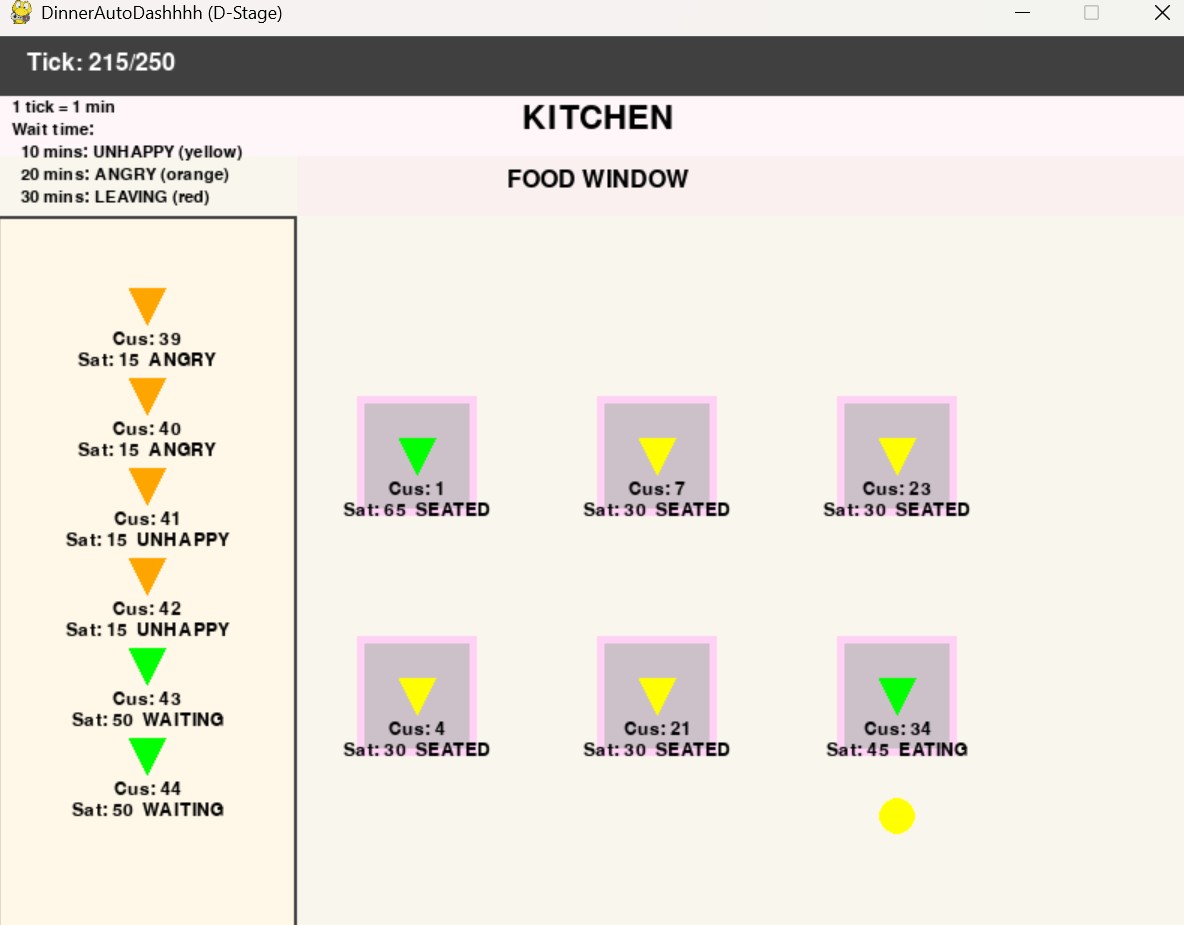 DinnerAutoDashhhh (D-Stage)
Tick: 215/250
1 tick = 1 min
Wait time:
10 mins: UNHAPPY (yellow)
20 mins: ANGRY (orange)
30 mins: LEAVING (red)
KITCHEN
FOOD WINDOW
Cus: 39
Sat: 15 ANGRY
Cus: 40
Sat: 15 ANGRY
Cus: 41
Sat: 15 UNHAPPY
Cus: 42
Sat: 15 UNHAPPY
Cus: 43
Sat: 50 WAITING
Cus: 44
Sat: 50 WAITING
Cus: 1
Sat: 65 SEATED
Cus: 7
Sat: 30 SEATED
Cus: 23
Sat: 30 SEATED
Cus: 4
Sat: 30 SEATED
Cus: 21
Sat: 30 SEATED
Cus: 34
Sat: 45 EATING